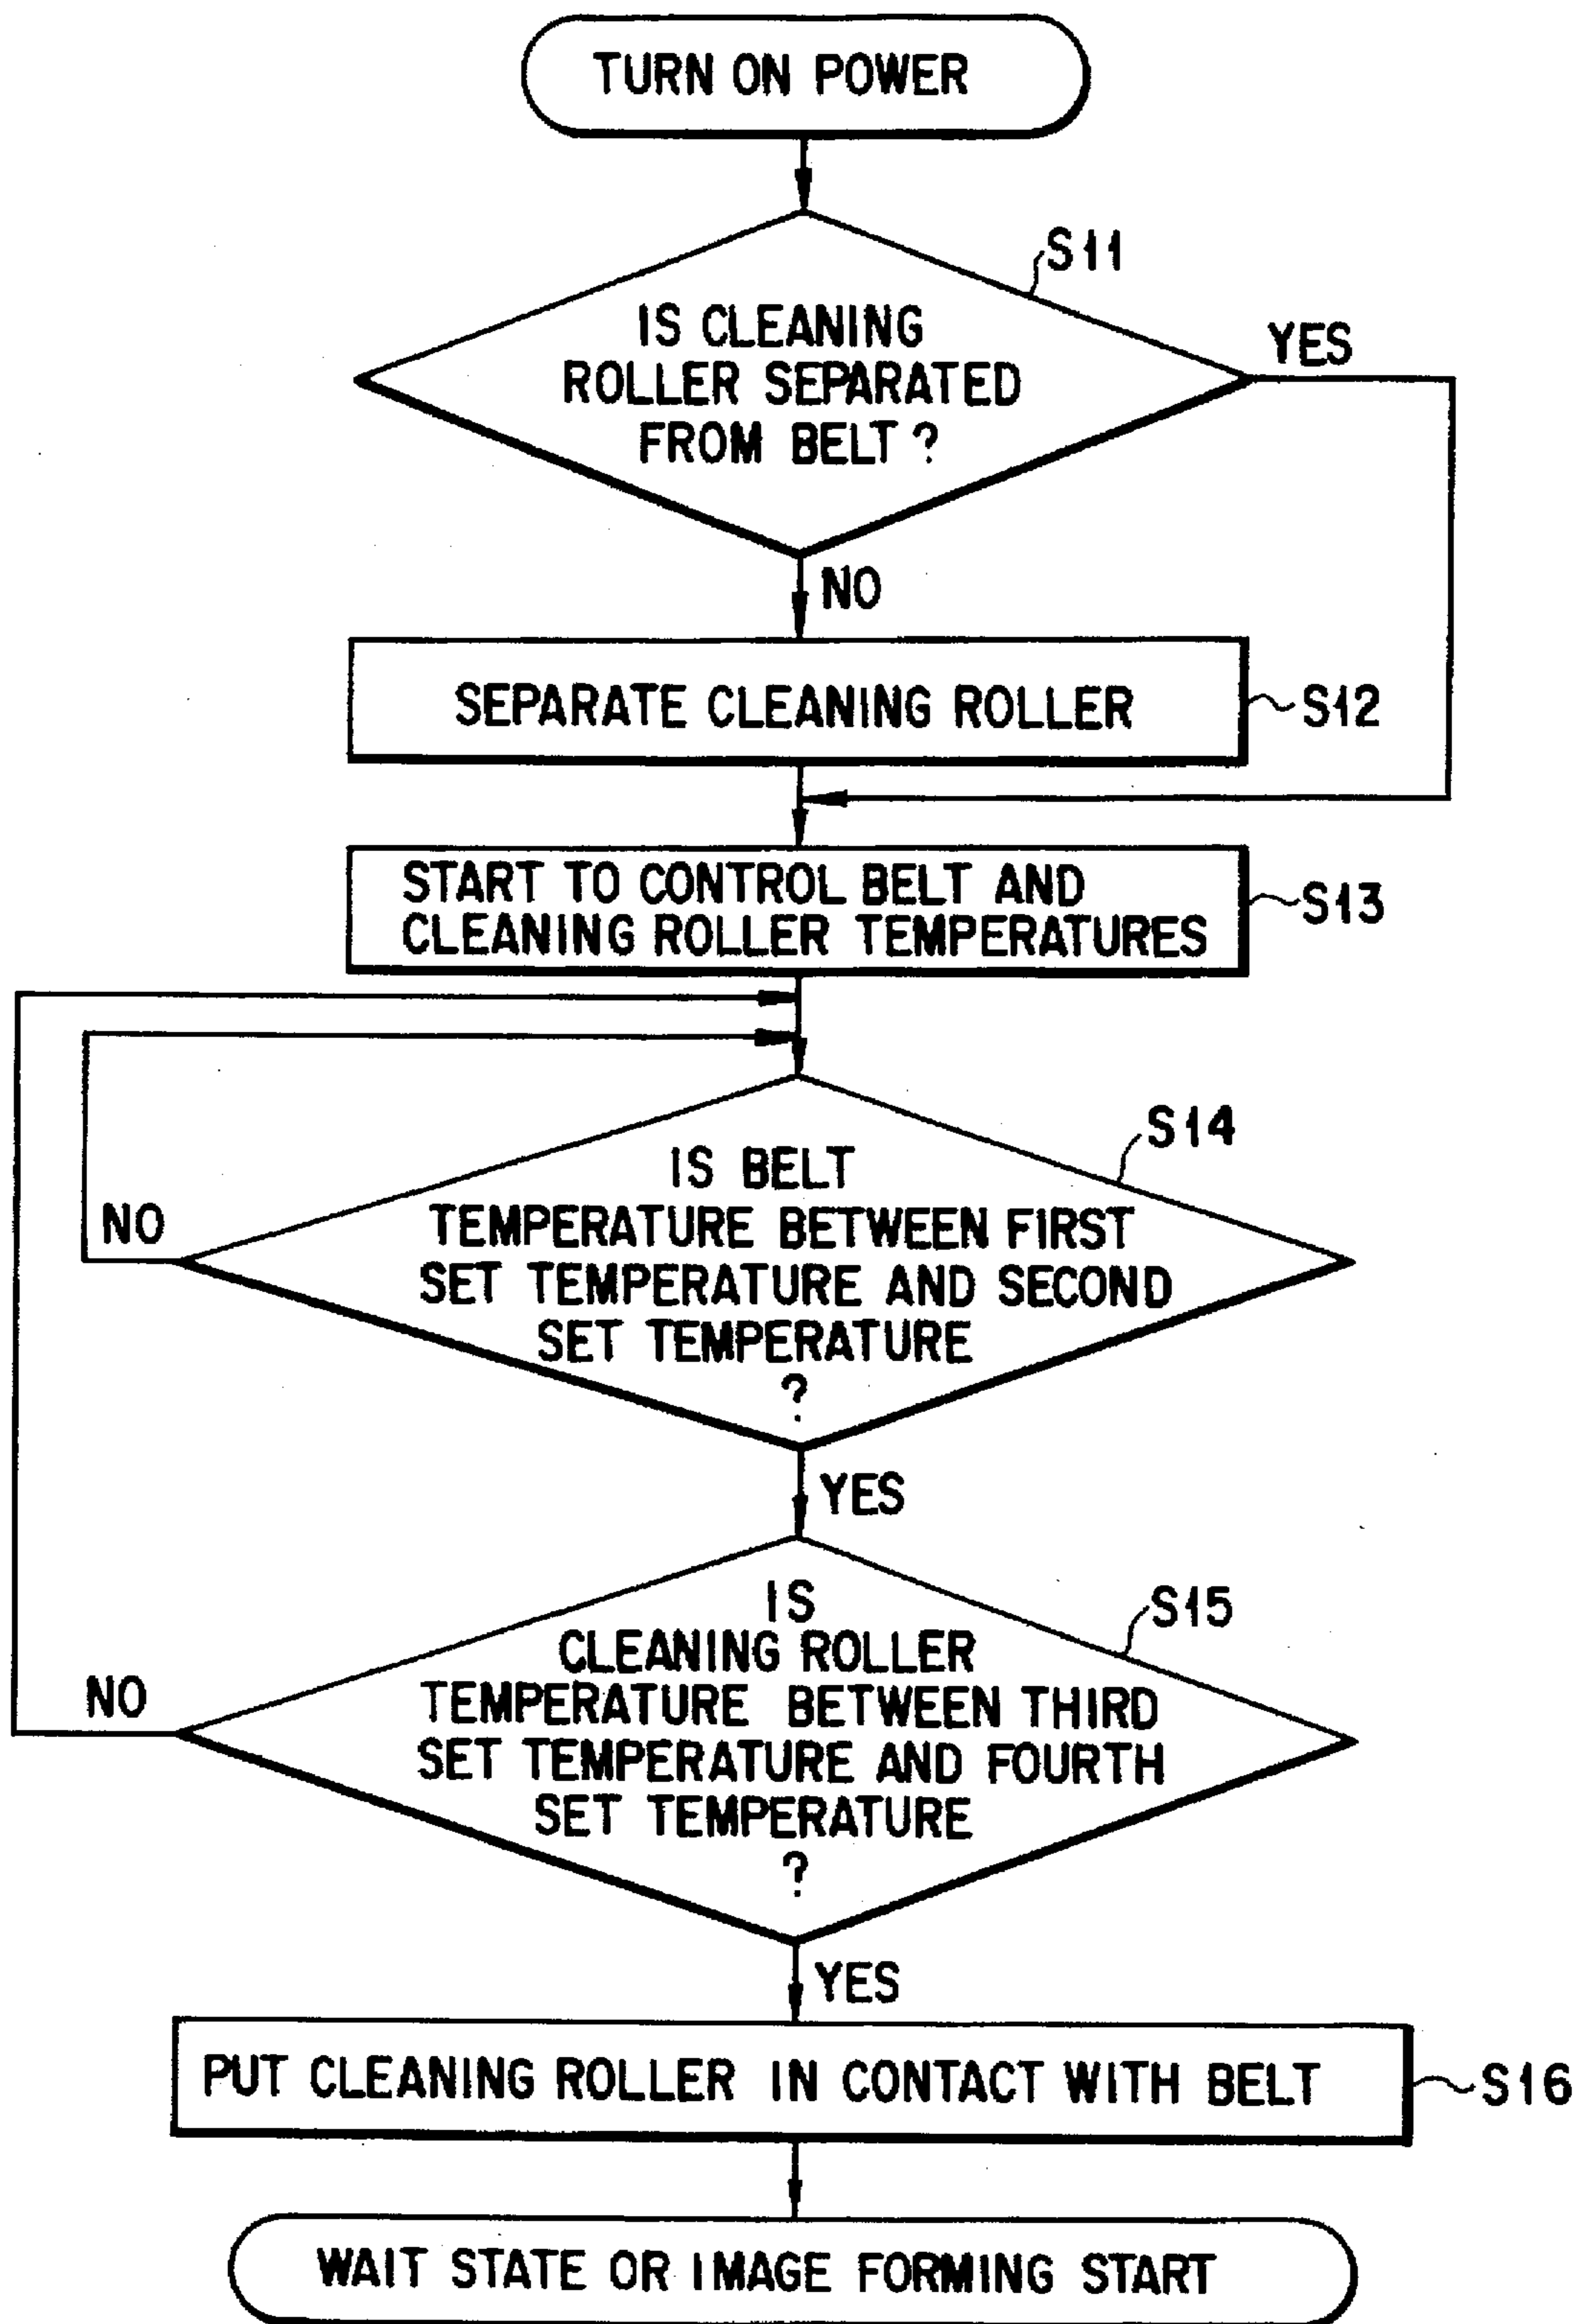 TURN ON POWER
S11
IS CLEANING
ROLLER SEPARATED
FROM BELT ?
YES
NO
SEPARATE CLEANING ROLLER
S12
START TO CONTROL BELT AND
CLEANING ROLLER TEMPERATURES
S13
S14
IS BELT
TEMPERATURE BETWEEN FIRST
SET TEMPERATURE AND SECOND
SET TEMPERATURE
?
NO
YES
S15
IS
CLEANING ROLLER
TEMPERATURE BETWEEN THIRD
SET TEMPERATURE AND FOURTH
SET TEMPERATURE
?
NO
YES
PUT CLEANING ROLLER IN CONTACT WITH BELT
S16
WAIT STATE OR IMAGE FORMING START